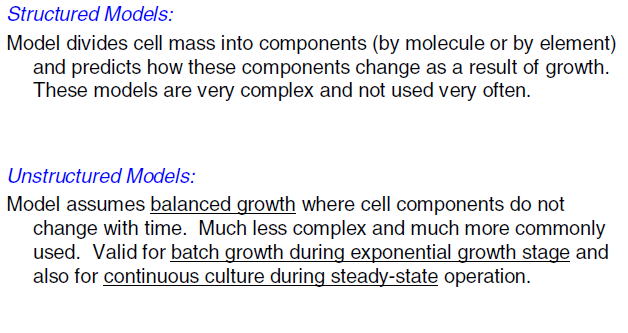 Structured Models:
Model divides cell mass into components (by molecule or by element)
and predicts how these components change as a result of growth.
These models are very complex and not used very often.
Unstructured Models:
Model assumes balanced growth where cell components do not
change with time.  Much less complex and much more commonly
used.  Valid for batch growth during exponential growth stage and
also for continuous culture during steady-state operation.